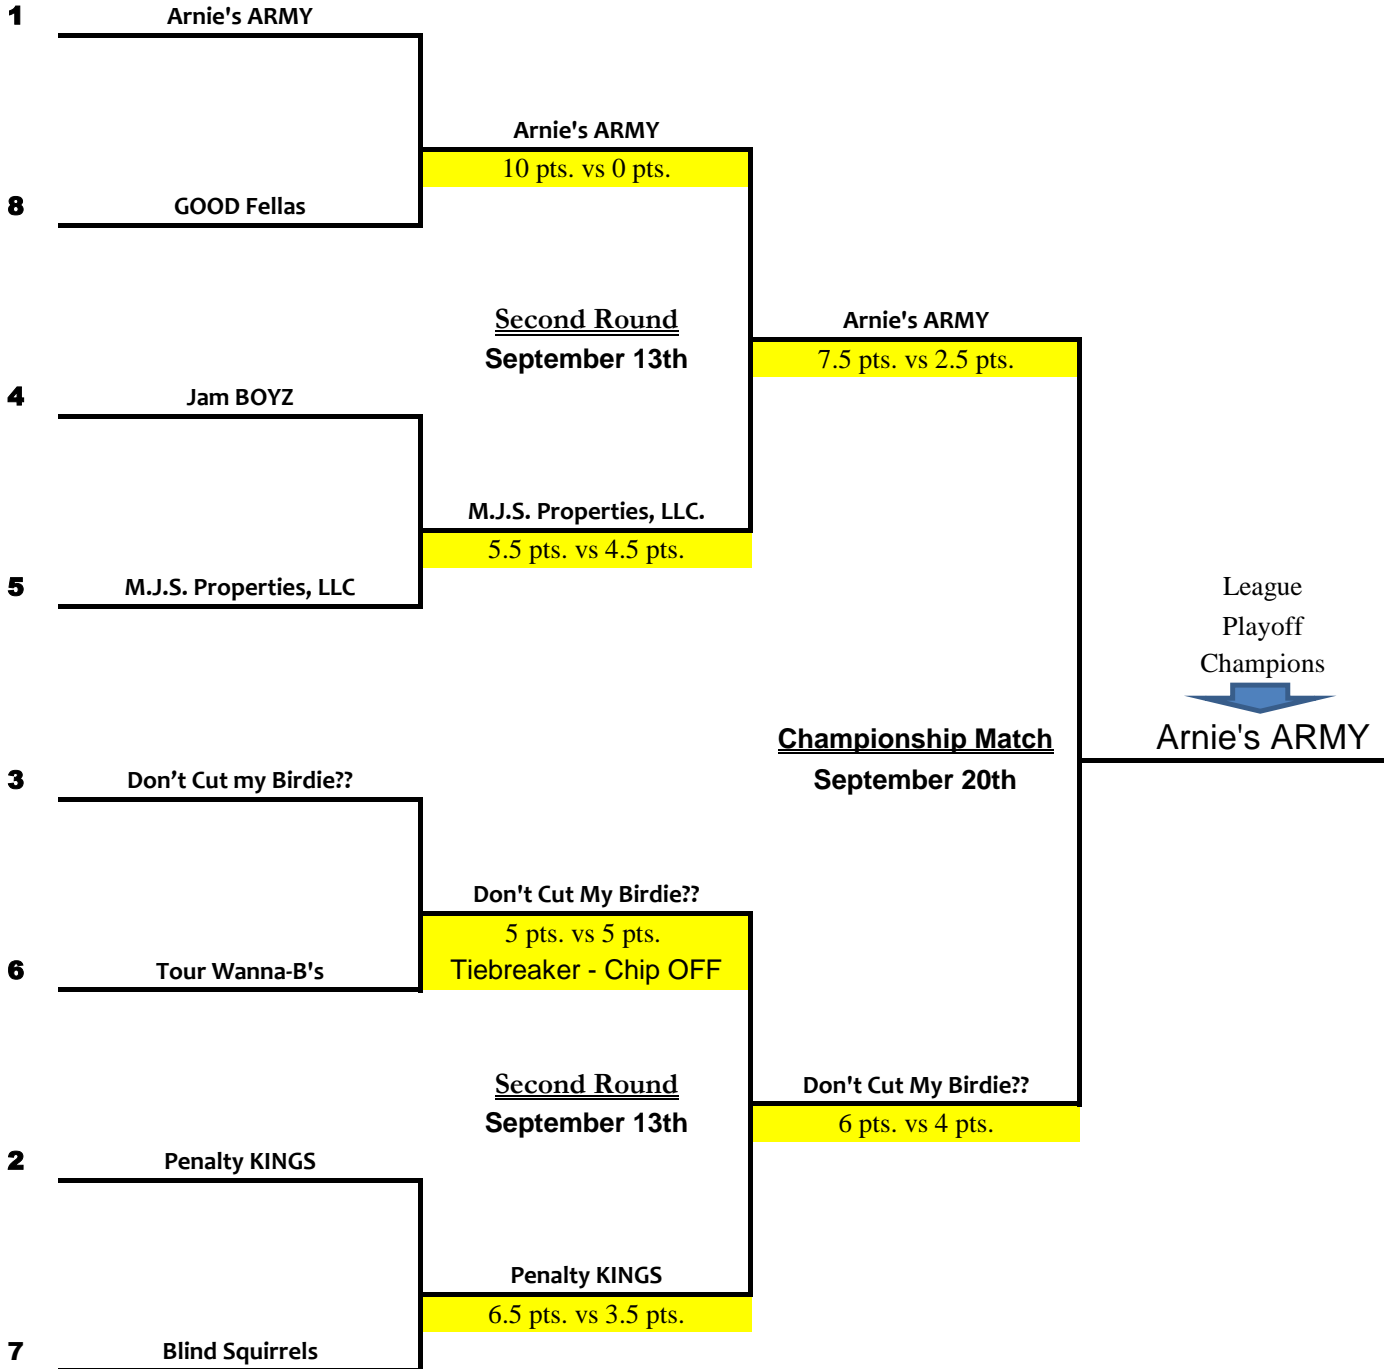 1 Arnie's ARMY
Arnie's ARMY
10 pts. vs 0 pts.
8 GOOD Fellas
Second Round
Arnie's ARMY
September 13th
7.5 pts. vs 2.5 pts.
4 Jam BOYZ
M.J.S. Properties, LLC.
5.5 pts. vs 4.5 pts.
5 M.J.S. Properties, LLC
League
Playoff
Champions
Championship Match
Arnie's ARMY
September 20th
3 Don’t Cut my Birdie??
Don't Cut My Birdie??
5 pts. vs 5 pts.
6 Tour Wanna-B's
Tiebreaker - Chip OFF
Second Round
Don't Cut My Birdie??
September 13th
6 pts. vs 4 pts.
2 Penalty KINGS
Penalty KINGS
6.5 pts. vs 3.5 pts.
7 Blind Squirrels